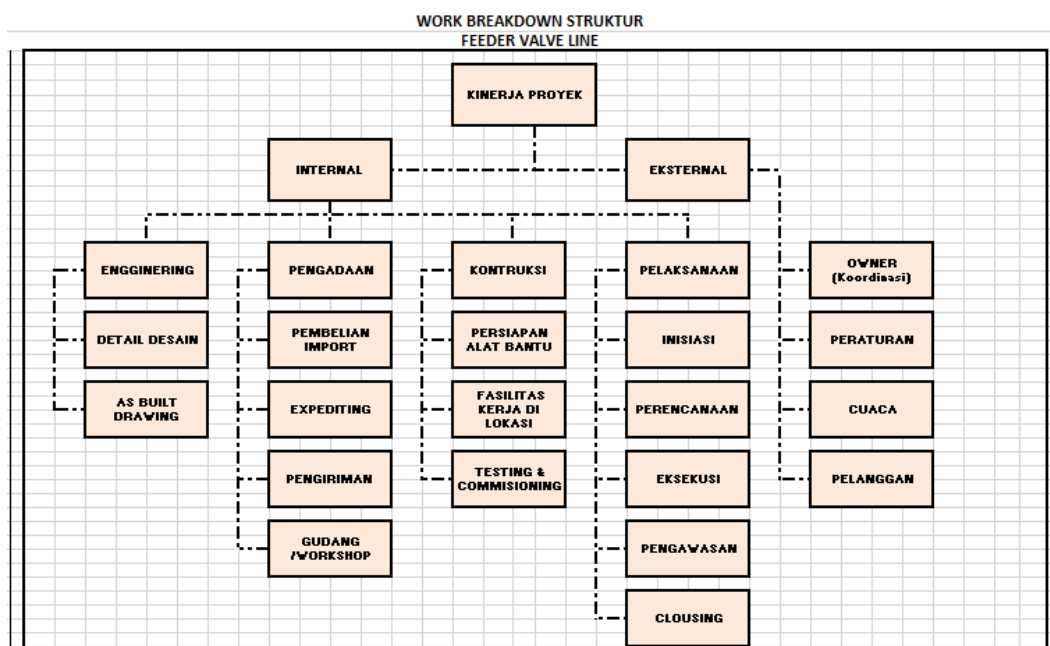 WORK BREAKDOWN STRUKTUR
FEEDER VALVE LINE
KINERJA PROYEK
INTERNAL
EKSTERNAL
ENGGINERING
PENGADAAN
KONTRUKSI
PELAKSANAAN
OWNER
(Koordinasi)
DETAIL DESAIN
PEMBELIAN
IMPORT
PERSIAPAN
ALAT BANTU
INISIASI
PERATURAN
AS BUILT
DRAWING
EXPEDITING
FASILITAS
KERJA DI
LOKASI
PERENCANAAN
CUACA
PENGIRIMAN
TESTING &
COMMISIONING
EKSEKUSI
PELANGGAN
GUDANG
/WORKSHOP
PENGAWASAN
CLOUSING